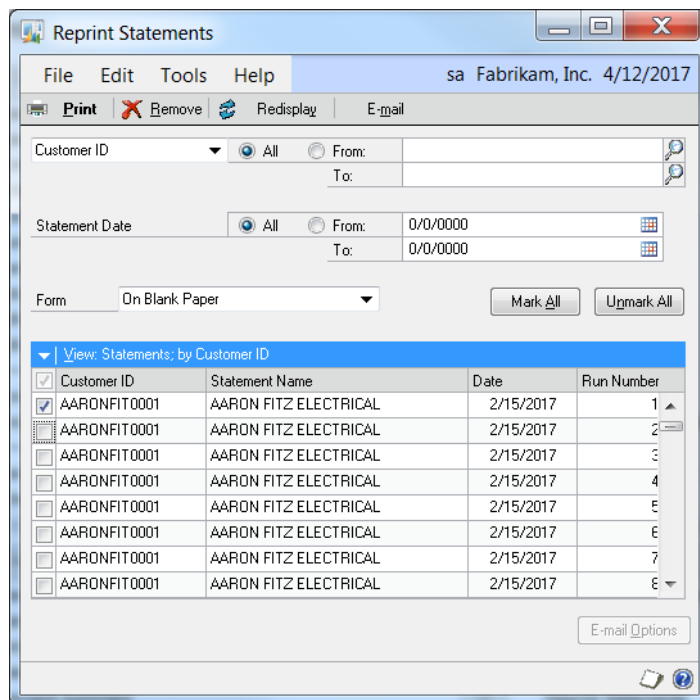 Reprint Statements
File Edit Tools Help sa Fabrikam, Inc. 4/12/2017
Print Remove Redisplay E-mail
Customer ID All From:
To:
Statement Date All From: 0/0/0000
To: 0/0/0000
Form On Blank Paper Mark All Unmark All
View: Statements; by Customer ID
Customer ID Statement Name Date Run Number
AARONFIT0001 AARON FITZ ELECTRICAL 2/15/2017 1
AARONFIT0001 AARON FITZ ELECTRICAL 2/15/2017 2
AARONFIT0001 AARON FITZ ELECTRICAL 2/15/2017 3
AARONFIT0001 AARON FITZ ELECTRICAL 2/15/2017 4
AARONFIT0001 AARON FITZ ELECTRICAL 2/15/2017 5
AARONFIT0001 AARON FITZ ELECTRICAL 2/15/2017 6
AARONFIT0001 AARON FITZ ELECTRICAL 2/15/2017 7
AARONFIT0001 AARON FITZ ELECTRICAL 2/15/2017 8
E-mail Options